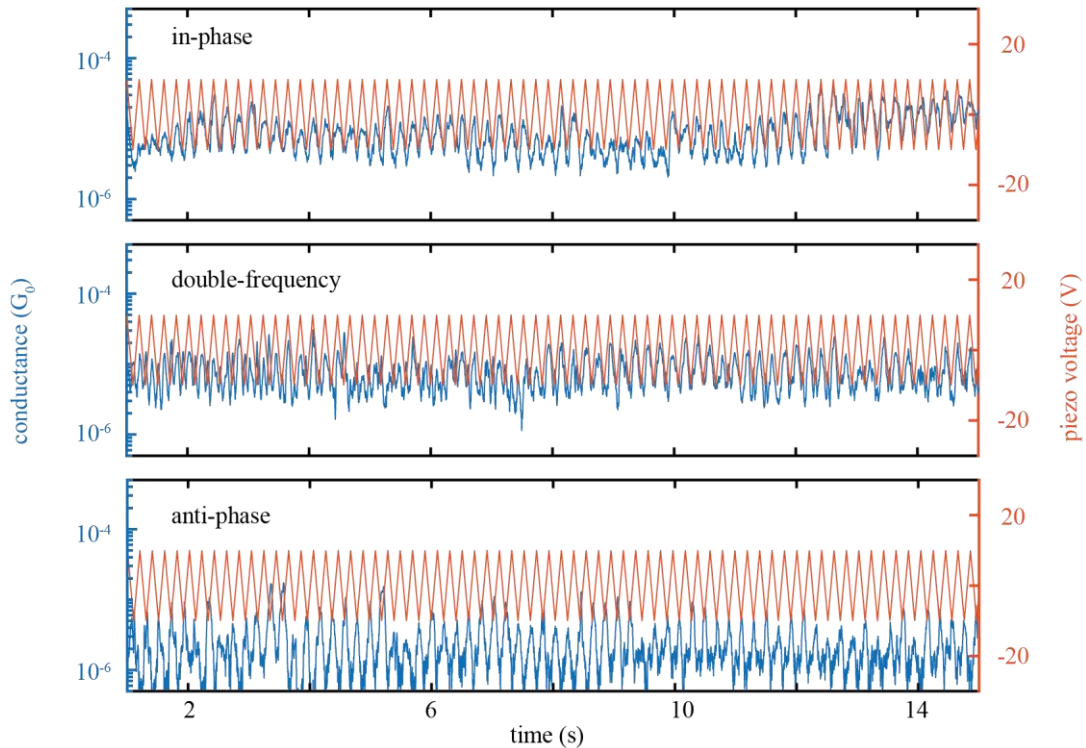 in-phase
10⁻⁴
10⁻⁶
20
-20
double-frequency
10⁻⁴
10⁻⁶
20
-20
conductance (G₀)
piezo voltage (V)
anti-phase
10⁻⁴
10⁻⁶
20
-20
2
6
10
14
time (s)